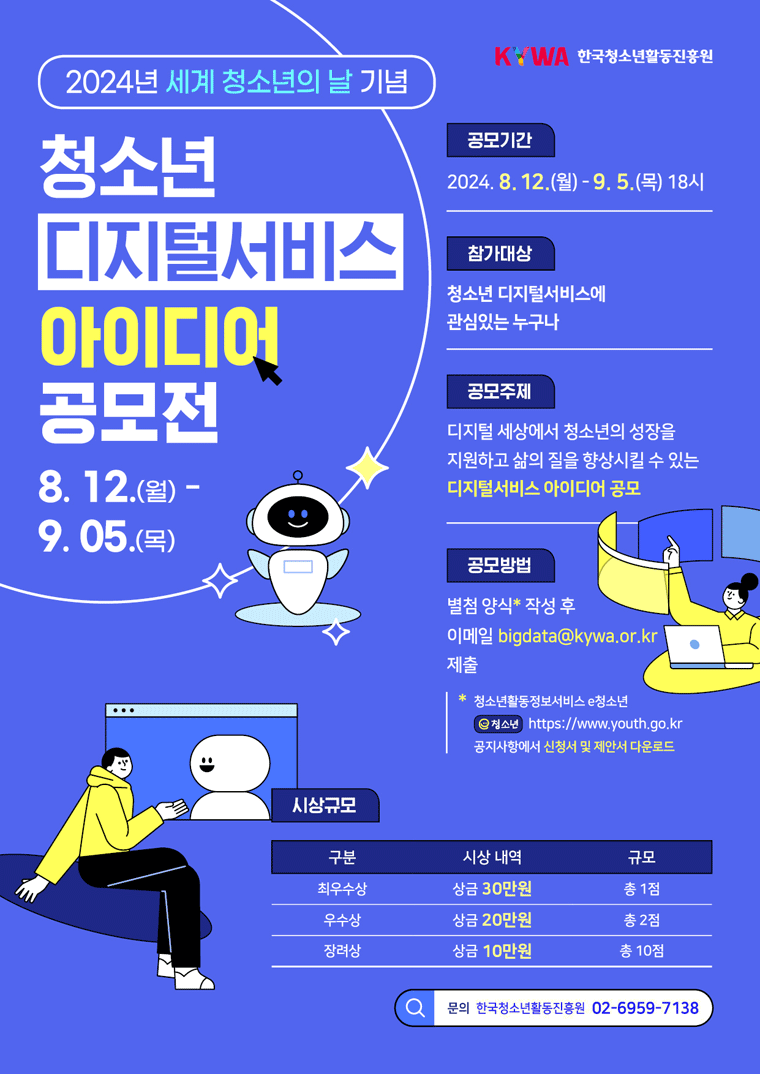 2024년 세계 청소년의 날 기념
청소년
디지털서비스
아이디어
공모전
8. 12.(월) -
9. 05.(목)
KYWA 한국청소년활동진흥원
공모기간
2024. 8. 12.(월) - 9. 5.(목) 18시
참가대상
청소년 디지털서비스에
관심있는 누구나
공모주제
디지털 세상에서 청소년의 성장을
지원하고 삶의 질을 향상시킬 수 있는
디지털서비스 아이디어 공모
공모방법
별첨 양식* 작성 후
이메일 bigdata@kywa.or.kr
제출
* 청소년활동정보서비스 e청소년
e청소년 https://www.youth.go.kr
공지사항에서 신청서 및 제안서 다운로드
시상규모
구분 시상 내역 규모
최우수상 상금 30만원 총 1점
우수상 상금 20만원 총 2점
장려상 상금 10만원 총 10점
문의 한국청소년활동진흥원 02-6959-7138